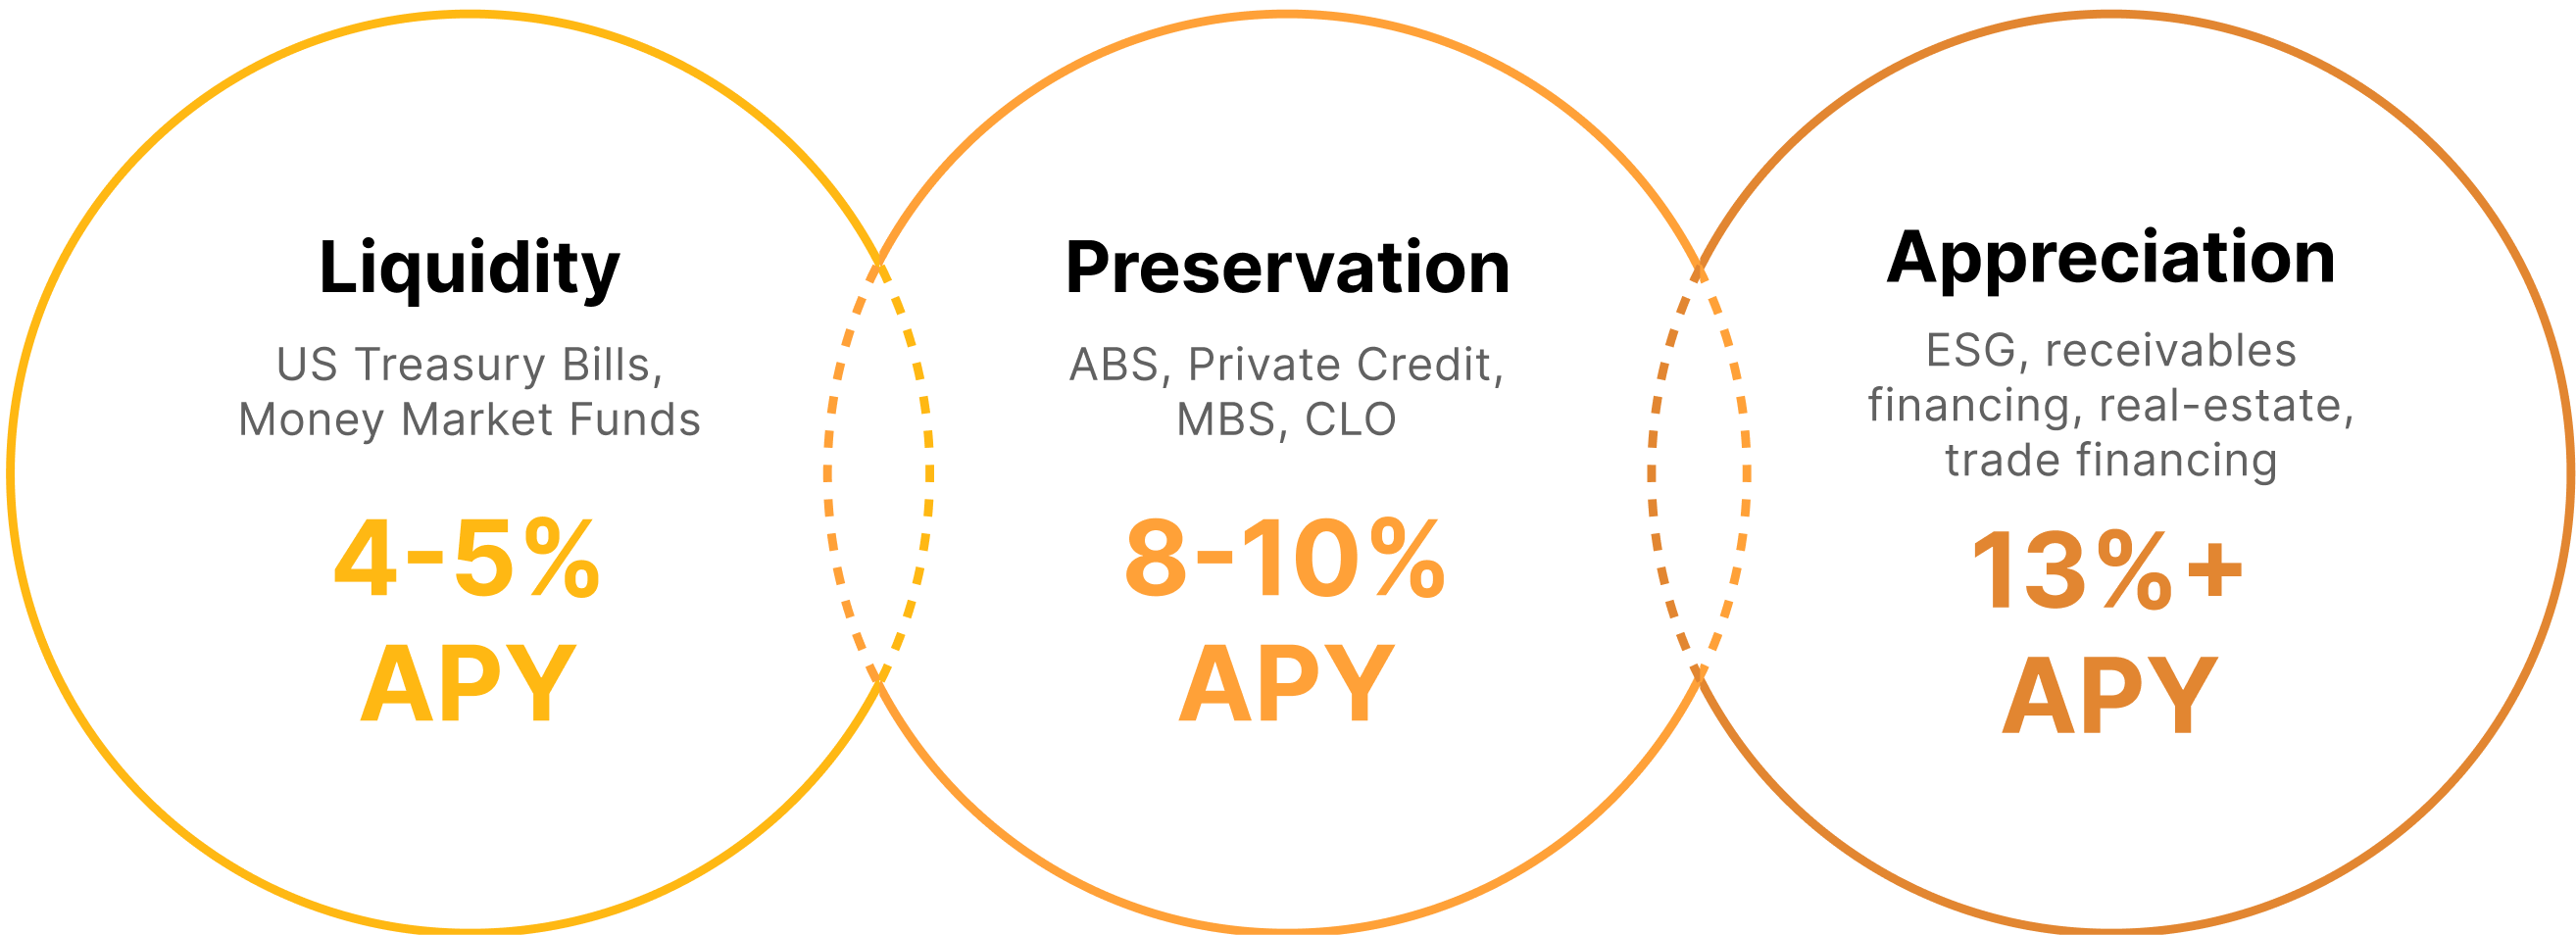 Liquidity
US Treasury Bills,
Money Market Funds
4-5%
APY
Preservation
ABS, Private Credit,
MBS, CLO
8-10%
APY
Appreciation
ESG, receivables
financing, real-estate,
trade financing
13%+
APY